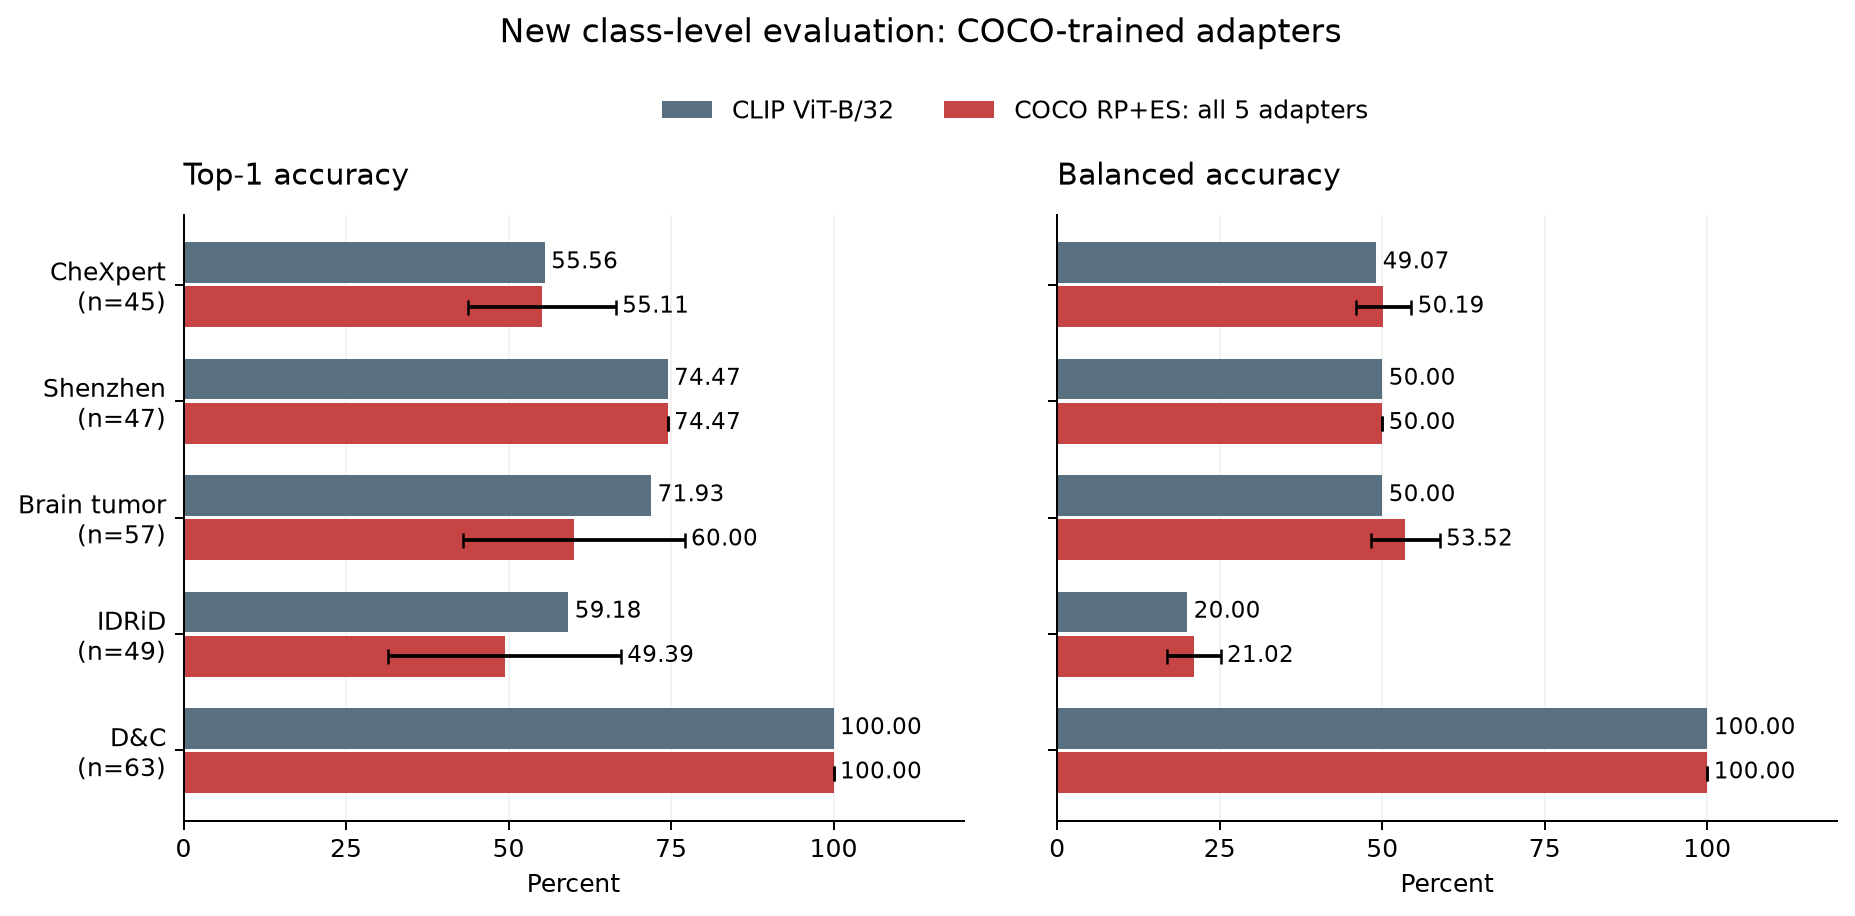 New class-level evaluation: COCO-trained adapters
CLIP ViT-B/32
COCO RP+ES: all 5 adapters
Top-1 accuracy
CheXpert
(n=45)
55.56
55.11
Shenzhen
(n=47)
74.47
74.47
Brain tumor
(n=57)
71.93
60.00
IDRiD
(n=49)
59.18
49.39
D&C
(n=63)
100.00
100.00
0 25 50 75 100
Percent
Balanced accuracy
49.07
50.19
50.00
50.00
50.00
53.52
20.00
21.02
100.00
100.00
0 25 50 75 100
Percent